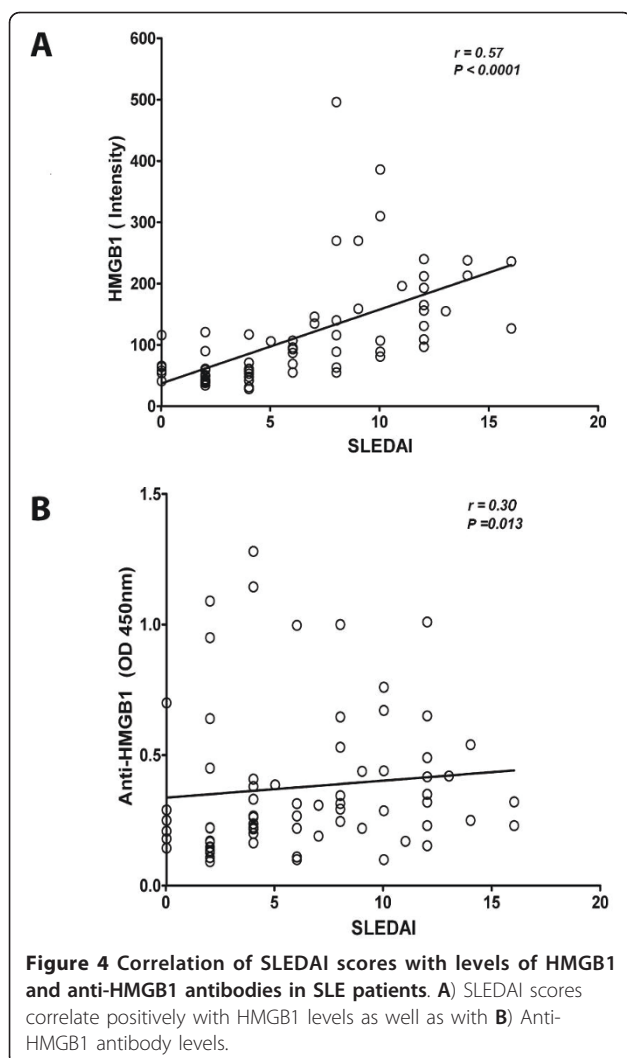 A
r = 0.57
P < 0.0001
600
500
400
300
200
100
0
HMGB1 ( Intensity)
0 5 10 15 20
SLEDAI
B
r = 0.30
P =0.013
1.5
1.0
0.5
0.0
Anti-HMGB1 (OD 450nm)
0 5 10 15 20
SLEDAI
Figure 4 Correlation of SLEDAI scores with levels of HMGB1
and anti-HMGB1 antibodies in SLE patients. A) SLEDAI scores
correlate positively with HMGB1 levels as well as with B) Anti-
HMGB1 antibody levels.